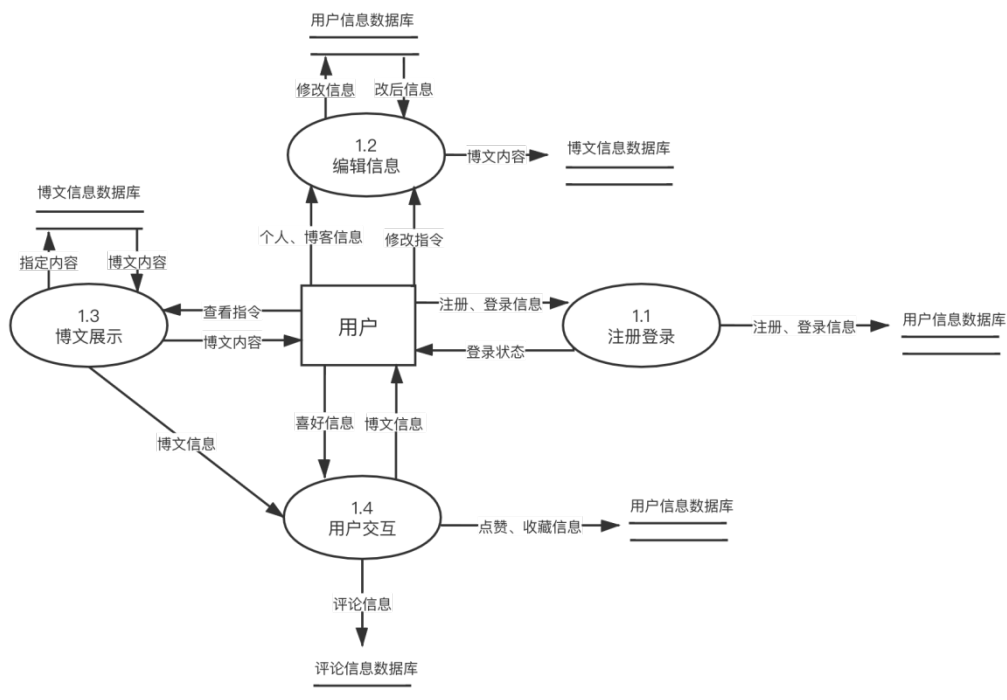 用户信息数据库
修改信息
改后信息
1.2
编辑信息
博文内容
博文信息数据库
博文信息数据库
指定内容
博文内容
个人、博客信息
修改指令
1.3
博文展示
查看指令
博文内容
用户
注册、登录信息
登录状态
1.1
注册登录
注册、登录信息
用户信息数据库
博文信息
喜好信息
博文信息
1.4
用户交互
点赞、收藏信息
用户信息数据库
评论信息
评论信息数据库